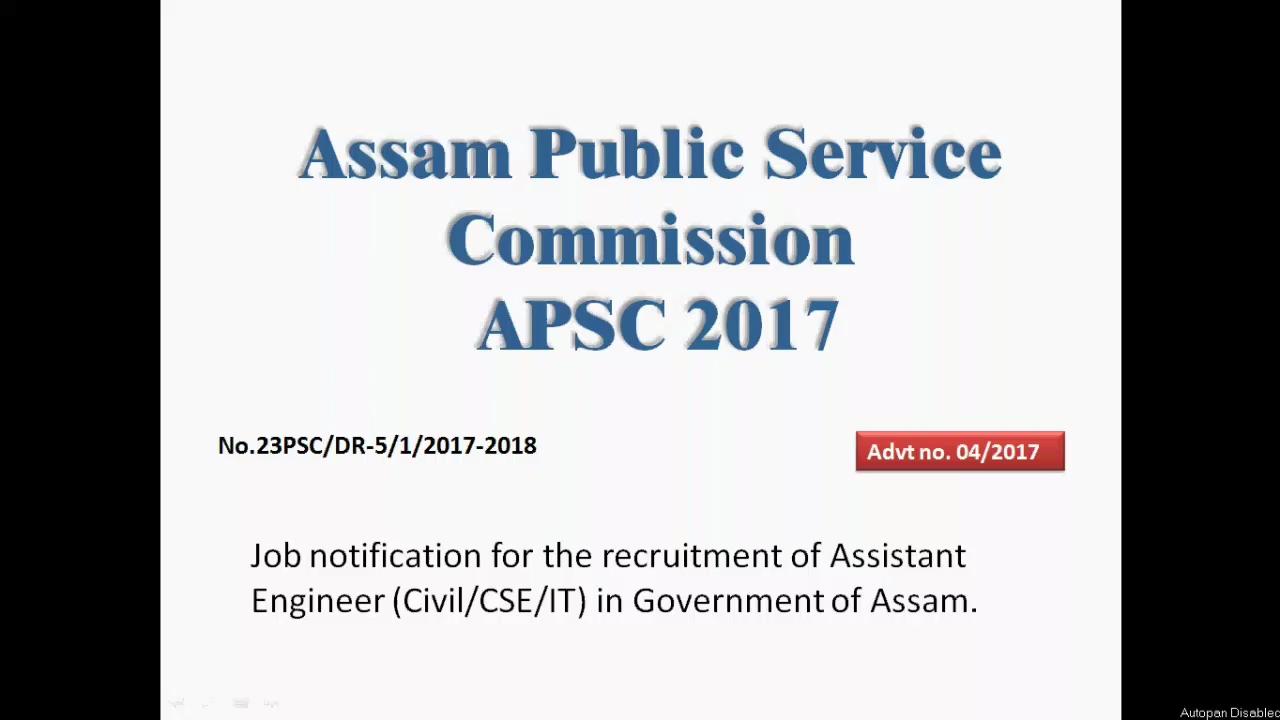 Assam Public Service
Commission
APSC 2017
No.23PSC/DR-5/1/2017-2018
Advt no. 04/2017
Job notification for the recruitment of Assistant
Engineer (Civil/CSE/IT) in Government of Assam.
Autopan Disabled